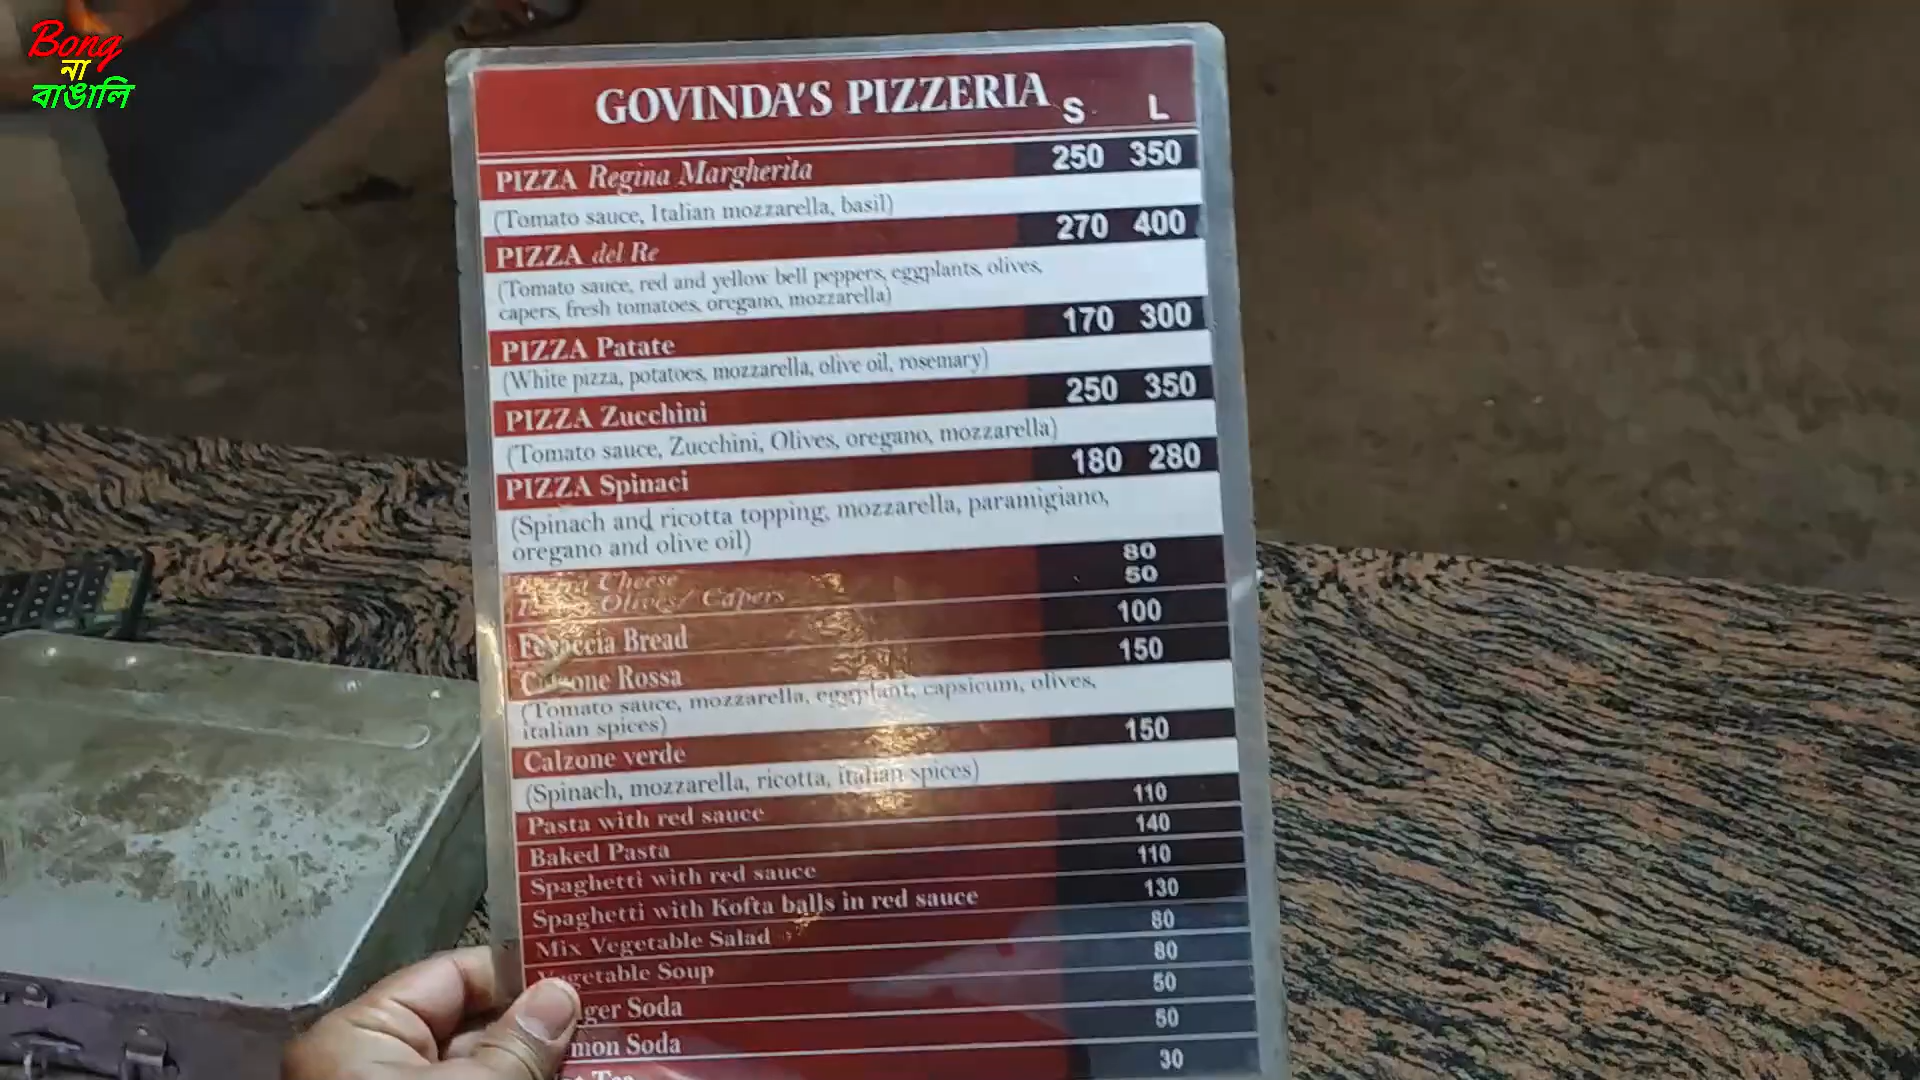 Bong
না
বাঙালি
GOVINDA'S PIZZERIA S L
PIZZA Regina Margherita 250 350
(Tomato sauce, Italian mozzarella, basil)
PIZZA del Re 270 400
(Tomato sauce, red and yellow bell peppers, eggplants, olives,
capers, fresh tomatoes, oregano, mozzarella)
PIZZA Patate 170 300
(White pizza, potatoes, mozzarella, olive oil, rosemary)
PIZZA Zucchini 250 350
(Tomato sauce, Zucchini, Olives, oregano, mozzarella)
PIZZA Spinaci 180 280
(Spinach and ricotta topping, mozzarella, paramigiano,
oregano and olive oil)
Cheese 80
Olives/ Capers 50
Focaccia Bread 100
Calzone Rossa 150
(Tomato sauce, mozzarella, eggplant, capsicum, olives,
italian spices)
Calzone verde 150
(Spinach, mozzarella, ricotta, italian spices)
Pasta with red sauce 110
Baked Pasta 140
Spaghetti with red sauce 110
Spaghetti with Kofta balls in red sauce 130
Mix Vegetable Salad 80
Vegetable Soup 80
Soda 50
Soda 50
30